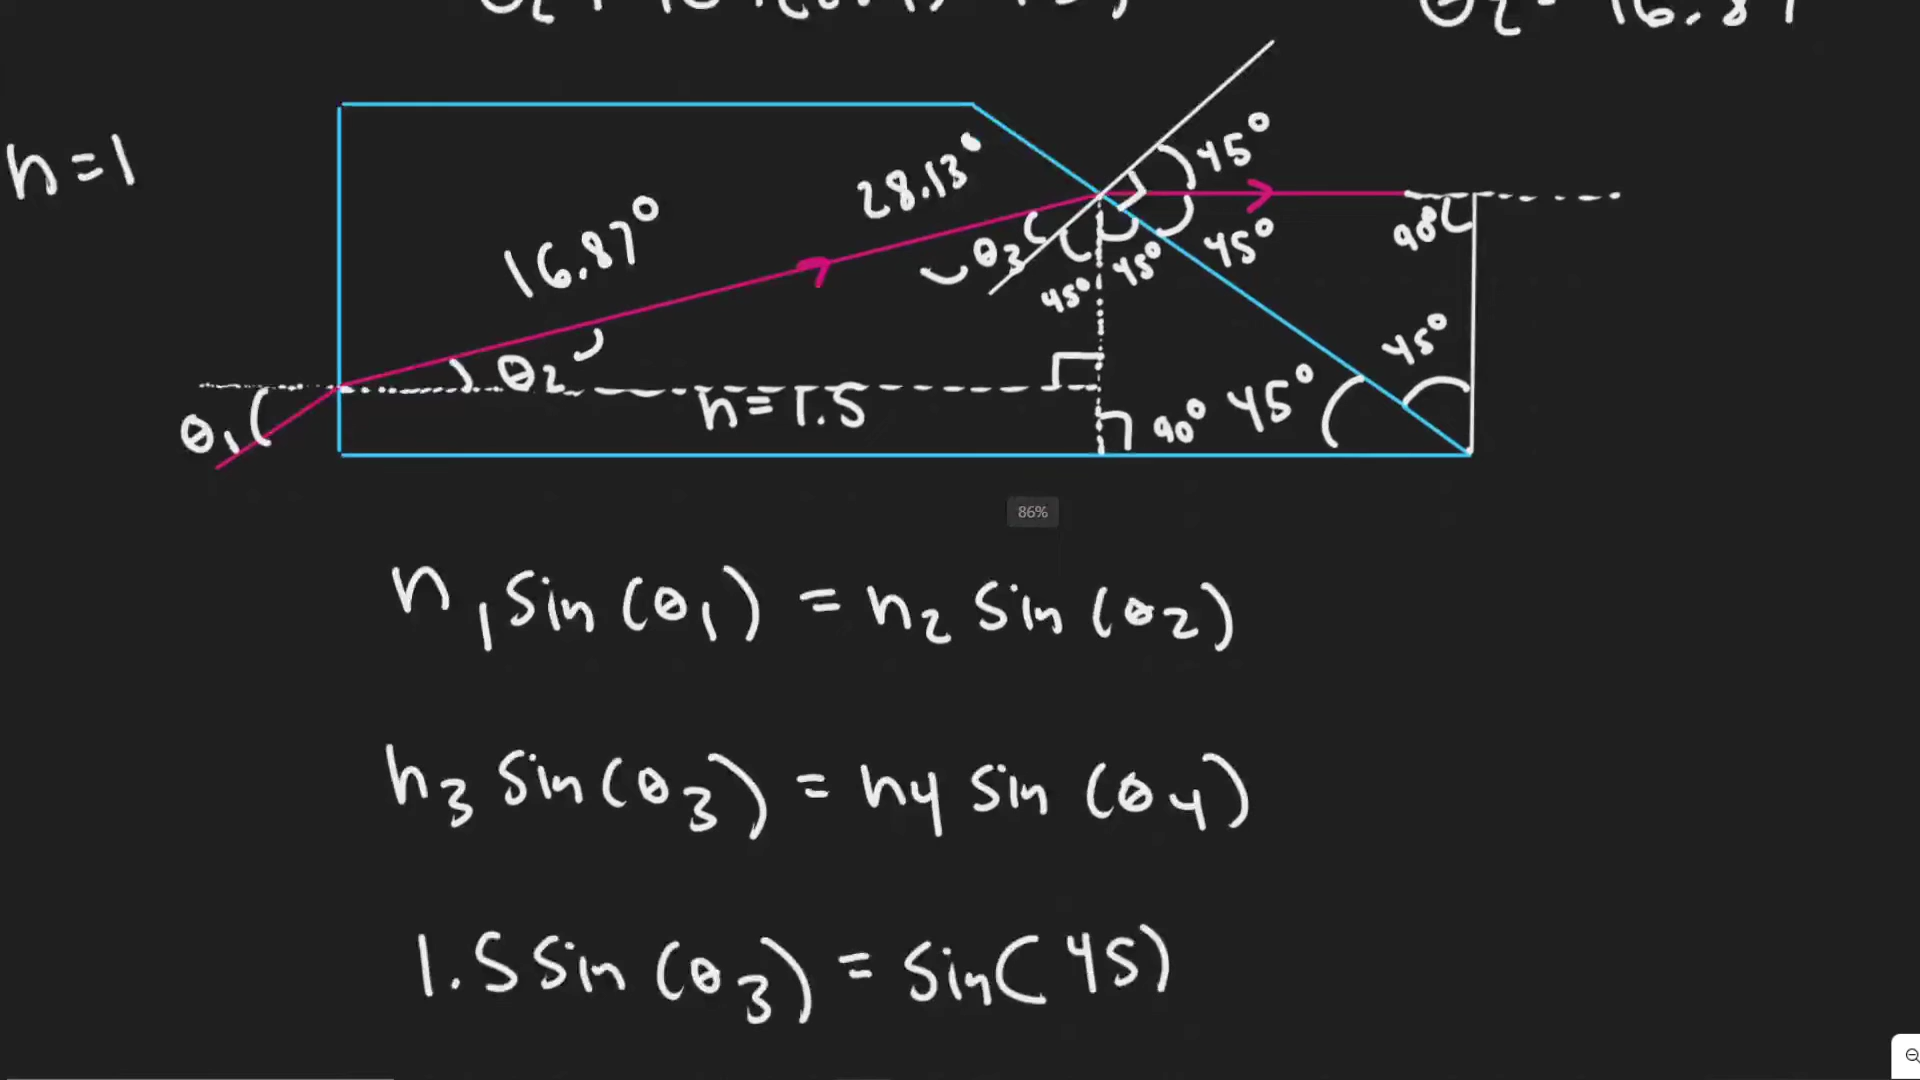 n=1
45°
28.13°
16.87°
θ3
45°
45°
45°
90°
45°
θ2
n=1.5
θ1
90°
45°
86%
n1 sin(θ1) = n2 sin(θ2)
n3 sin(θ3) = n4 sin(θ4)
1.5 sin(θ3) = sin(45)